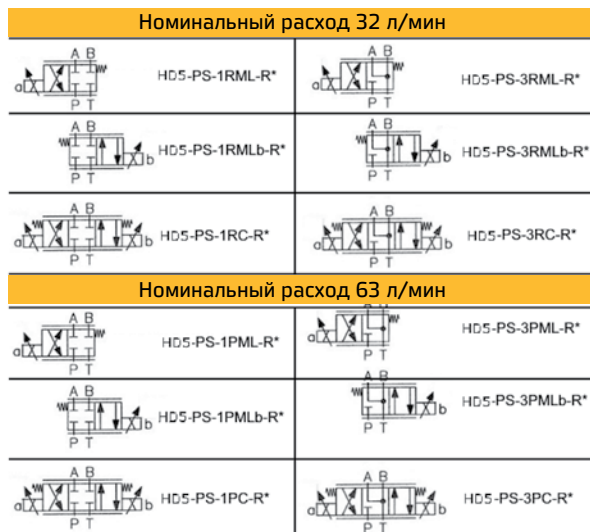 Номинальный расход 32 л/мин
A B
a
HD5-PS-1RML-R*
P T
A B
a
HD5-PS-3RML-R*
P T
A B
HD5-PS-1RMLb-R*
b
P T
A B
HD5-PS-3RMLb-R*
b
P T
A B
a
b
HD5-PS-1RC-R*
P T
A B
a
b
HD5-PS-3RC-R*
P T
Номинальный расход 63 л/мин
A B
a
HD5-PS-1PML-R*
P T
A B
a
HD5-PS-3PML-R*
P T
A B
HD5-PS-1PMLb-R*
b
P T
A B
HD5-PS-3PMLb-R*
b
P T
A B
a
b
HD5-PS-1PC-R*
P T
A B
a
b
HD5-PS-3PC-R*
P T